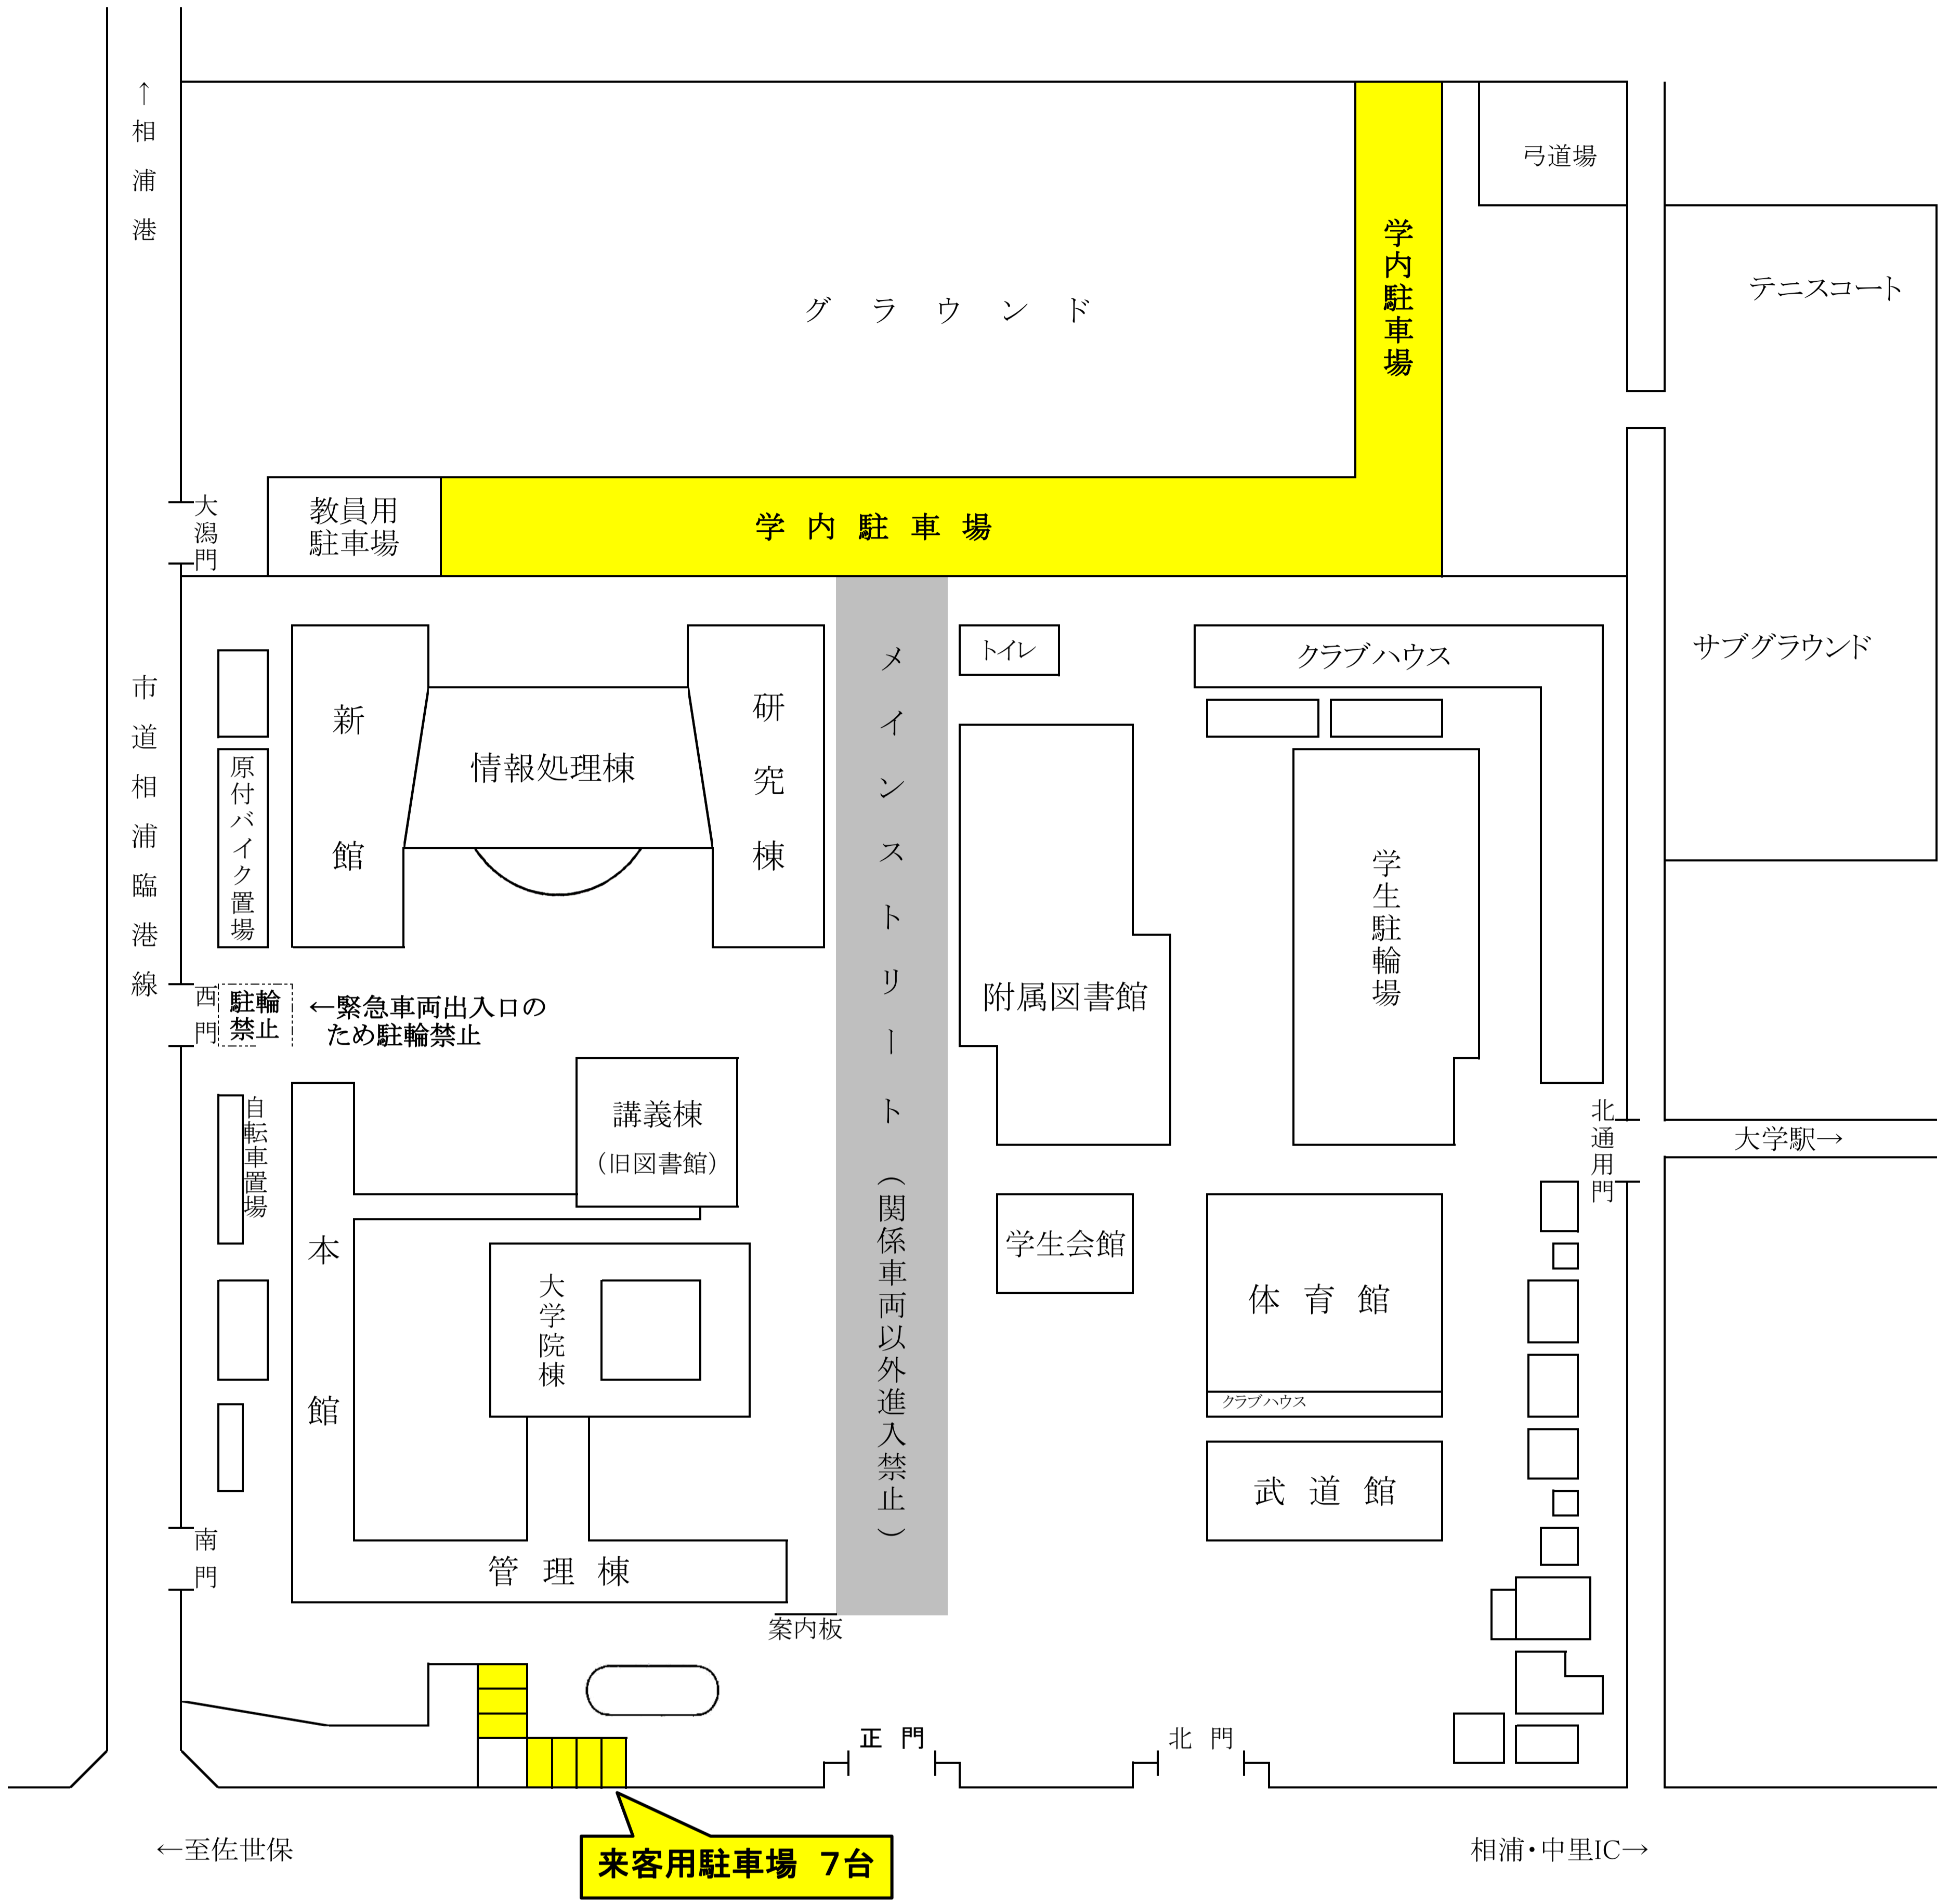 ←相浦港
弓道場
学内駐車場
テニスコート
グラウンド
大潟門
教員用
駐車場
学内駐車場
市道相浦臨港線
トイレ
クラブハウス
サブグラウンド
新館
情報処理棟
研究棟
メインストリート（関係車両以外進入禁止）
原付バイク置場
学生駐輪場
附属図書館
西門
駐輪
禁止
←緊急車両出入口の
ため駐輪禁止
自転車置場
講義棟
（旧図書館）
北通用門
大学駅→
本館
学生会館
大学院棟
体育館
クラブハウス
武道館
南門
管理棟
案内板
正門
北門
←至佐世保
来客用駐車場　7台
相浦・中里IC→